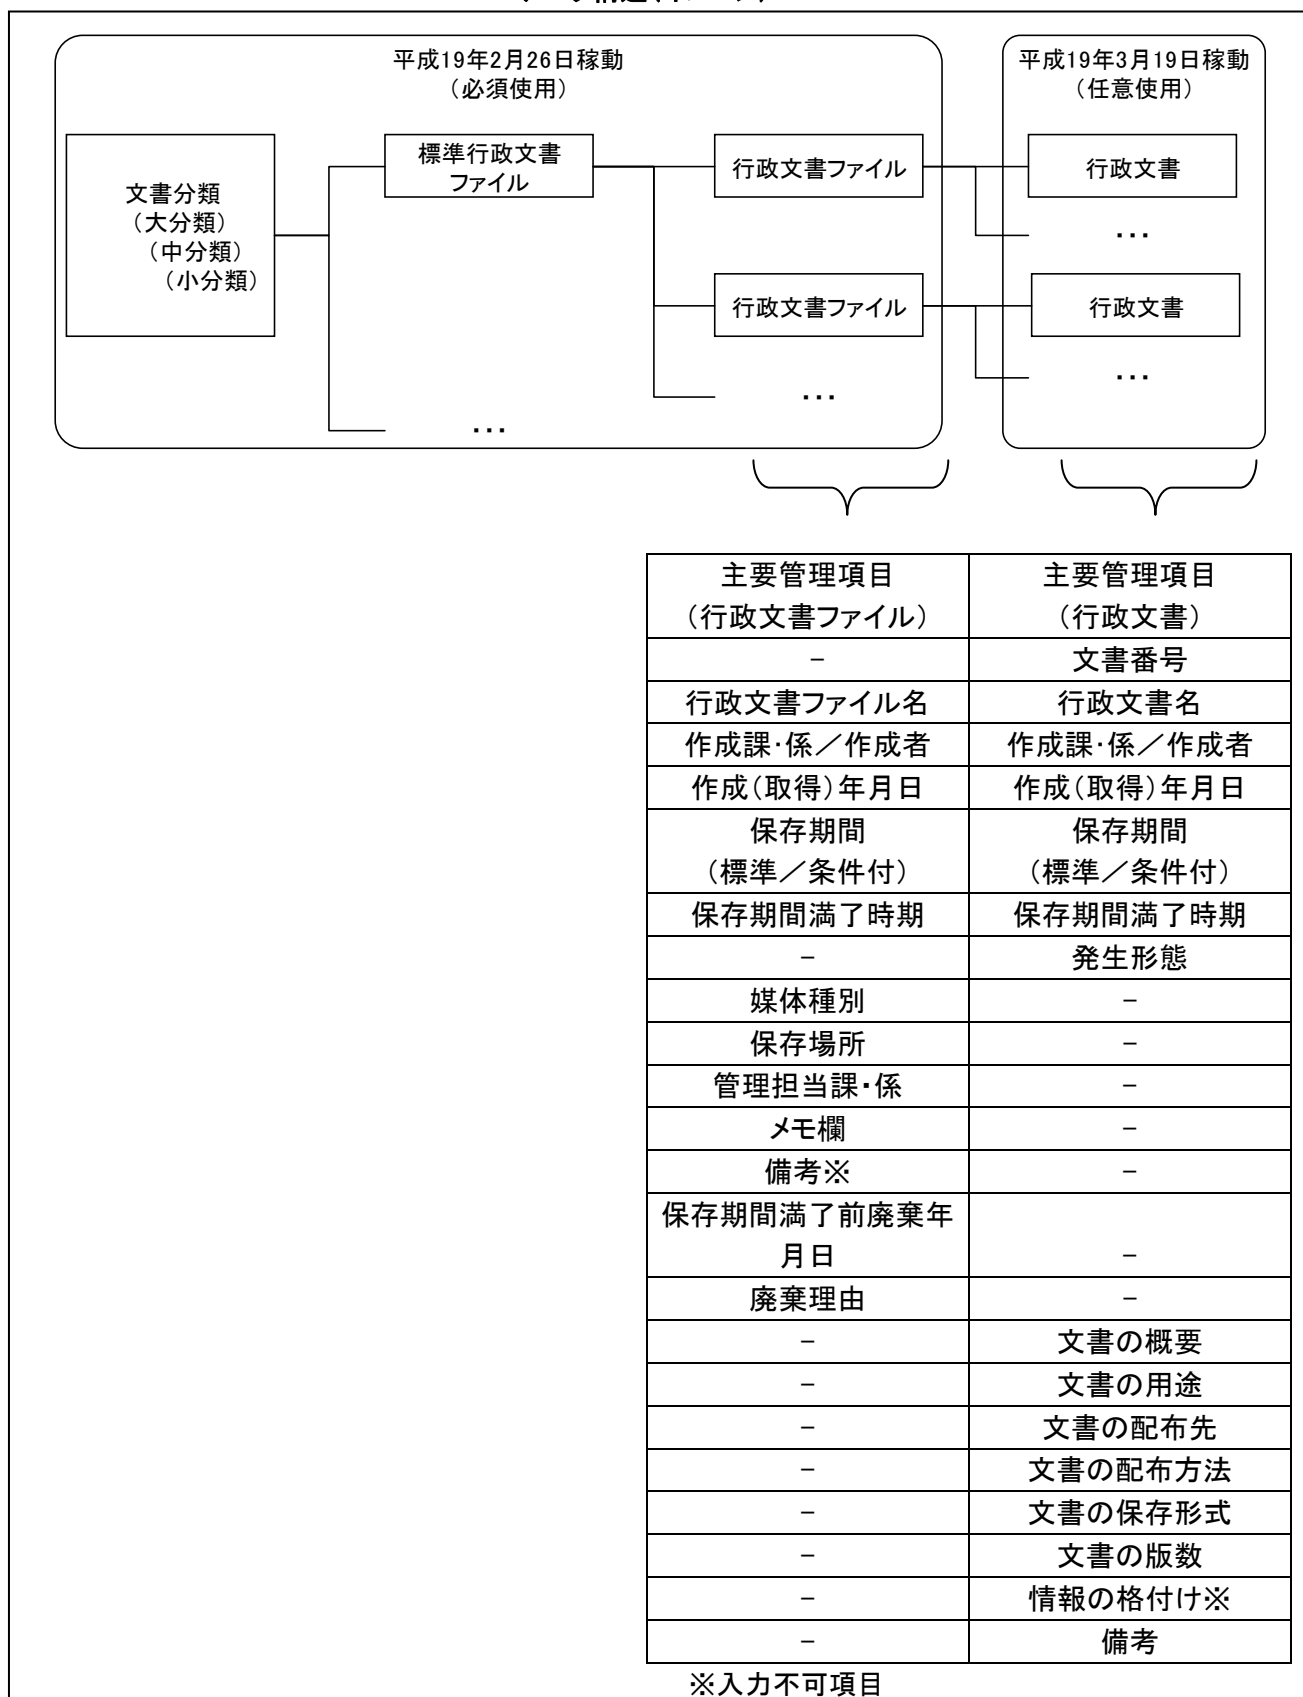 平成19年2月26日稼動
（必須使用）
平成19年3月19日稼動
（任意使用）
文書分類
（大分類）
（中分類）
（小分類）
標準行政文書
ファイル
行政文書ファイル
行政文書
・・・
行政文書ファイル
行政文書
・・・
・・・
・・・
主要管理項目 主要管理項目
（行政文書ファイル） （行政文書）
－ 文書番号
行政文書ファイル名 行政文書名
作成課・係／作成者 作成課・係／作成者
作成（取得）年月日 作成（取得）年月日
保存期間 保存期間
（標準／条件付） （標準／条件付）
保存期間満了時期 保存期間満了時期
－ 発生形態
媒体種別 －
保存場所 －
管理担当課・係 －
メモ欄 －
備考※ －
保存期間満了前廃棄年
月日 －
廃棄理由 －
－ 文書の概要
－ 文書の用途
－ 文書の配布先
－ 文書の配布方法
－ 文書の保存形式
－ 文書の版数
－ 情報の格付け※
－ 備考
※入力不可項目